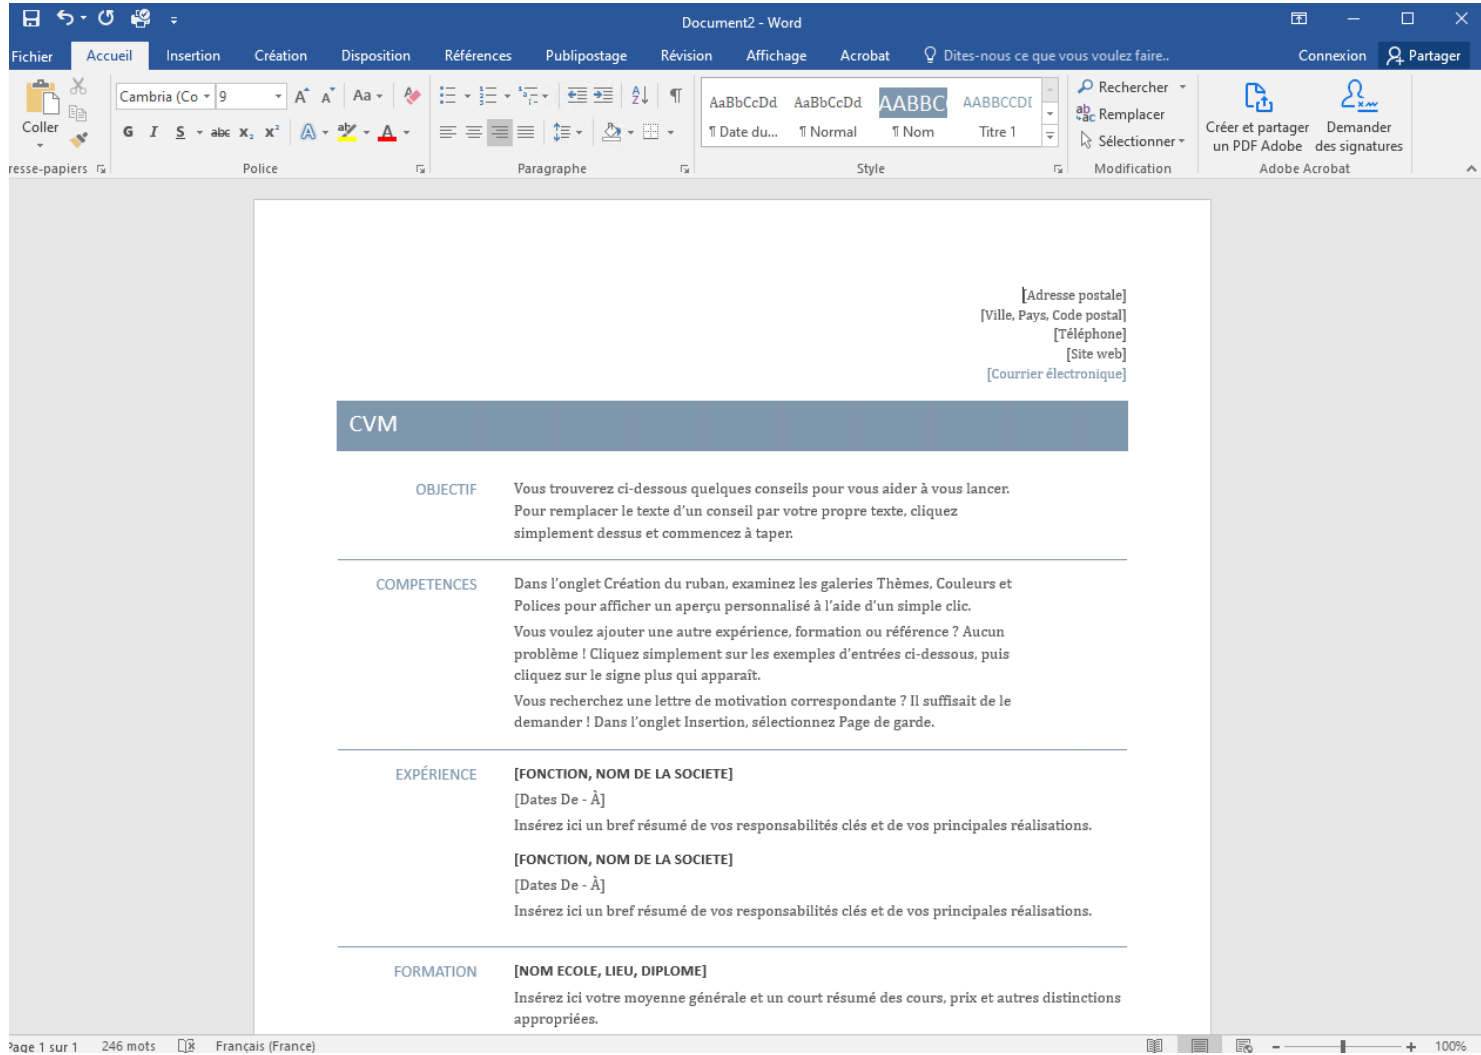 Document2 - Word
Fichier Accueil Insertion Création Disposition Références Publipostage Révision Affichage Acrobat Dites-nous ce que vous voulez faire.. Connexion Partager
Coller
Cambria (Co 9 A A Aa
G I S abc x₂ x² A aby A
AaBbCcDd AaBbCcDd AABBC AABBCCDI
¶ Date du... ¶ Normal ¶ Nom Titre 1
Rechercher
Remplacer
Sélectionner
Créer et partager un PDF Adobe
Demander des signatures
resse-papiers Police Paragraphe Style Modification Adobe Acrobat
[Adresse postale]
[Ville, Pays, Code postal]
[Téléphone]
[Site web]
[Courrier électronique]
CVM
OBJECTIF
Vous trouverez ci-dessous quelques conseils pour vous aider à vous lancer.
Pour remplacer le texte d'un conseil par votre propre texte, cliquez
simplement dessus et commencez à taper.
COMPETENCES
Dans l'onglet Création du ruban, examinez les galeries Thèmes, Couleurs et
Polices pour afficher un aperçu personnalisé à l'aide d'un simple clic.
Vous voulez ajouter une autre expérience, formation ou référence ? Aucun
problème ! Cliquez simplement sur les exemples d'entrées ci-dessous, puis
cliquez sur le signe plus qui apparaît.
Vous recherchez une lettre de motivation correspondante ? Il suffisait de le
demander ! Dans l'onglet Insertion, sélectionnez Page de garde.
EXPÉRIENCE
[FONCTION, NOM DE LA SOCIETE]
[Dates De - À]
Insérez ici un bref résumé de vos responsabilités clés et de vos principales réalisations.
[FONCTION, NOM DE LA SOCIETE]
[Dates De - À]
Insérez ici un bref résumé de vos responsabilités clés et de vos principales réalisations.
FORMATION
[NOM ECOLE, LIEU, DIPLOME]
Insérez ici votre moyenne générale et un court résumé des cours, prix et autres distinctions
appropriées.
Page 1 sur 1 246 mots Français (France) 100%